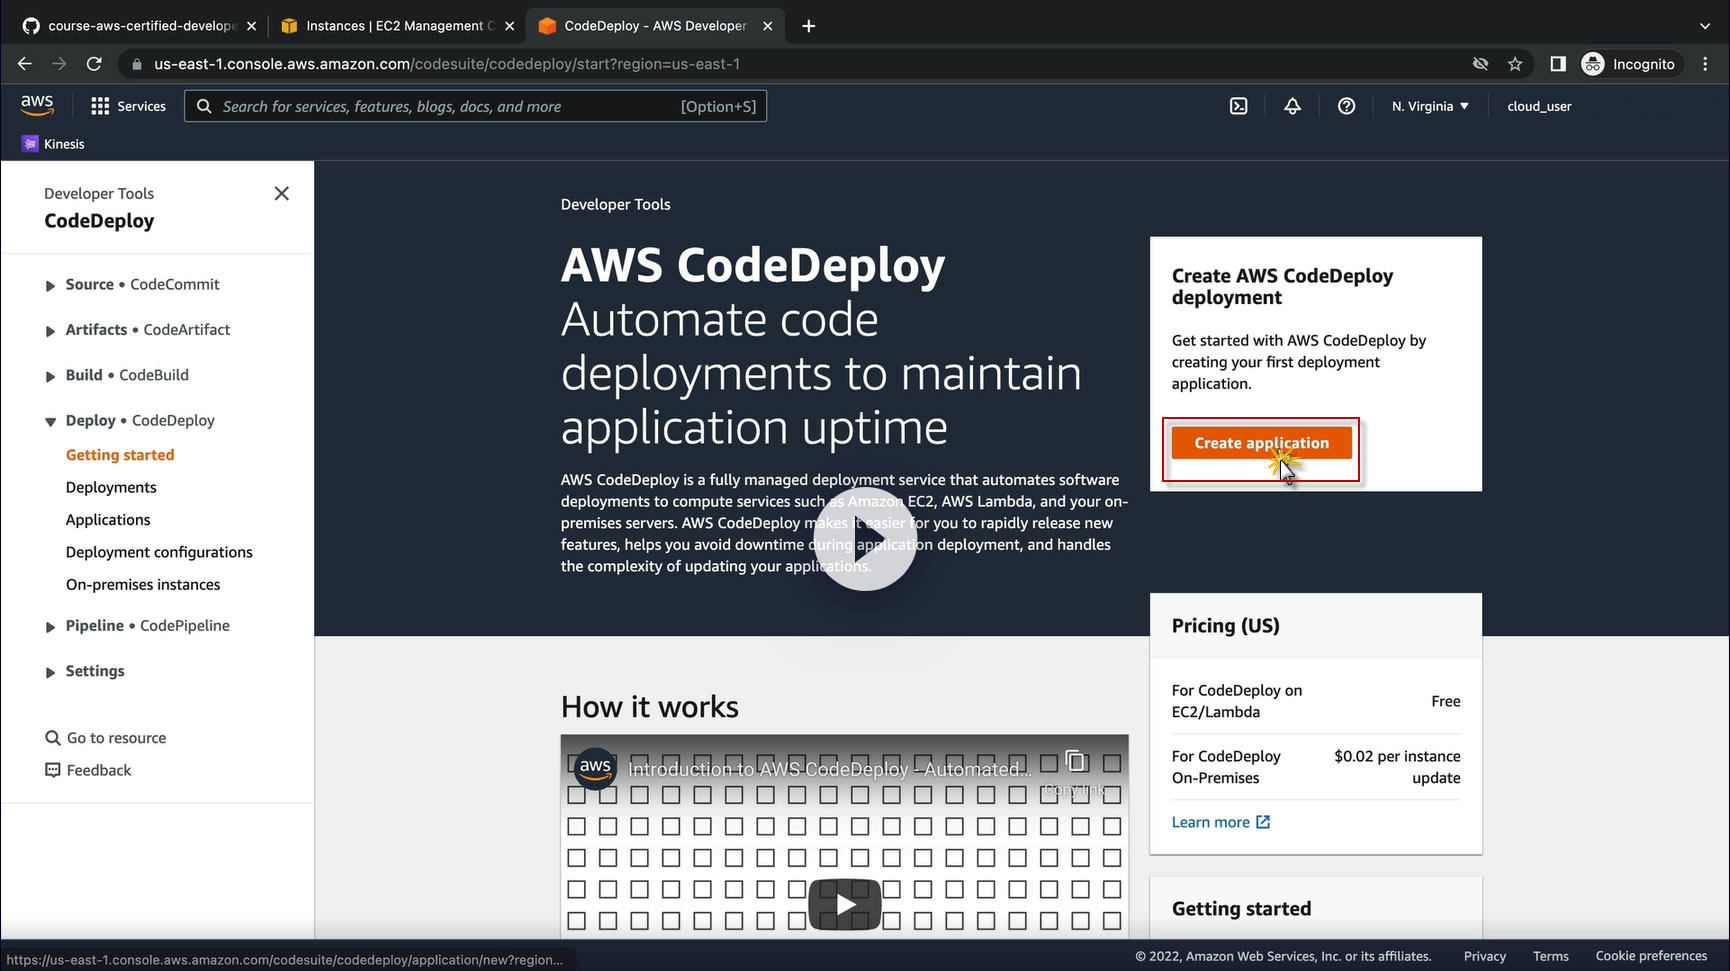 course-aws-certified-develope
Instances | EC2 Management C
CodeDeploy - AWS Developer
us-east-1.console.aws.amazon.com/codesuite/codedeploy/start?region=us-east-1
Incognito
aws
Services
Search for services, features, blogs, docs, and more
[Option+S]
N. Virginia
cloud_user
Kinesis
Developer Tools
CodeDeploy
Source • CodeCommit
Artifacts • CodeArtifact
Build • CodeBuild
Deploy • CodeDeploy
Getting started
Deployments
Applications
Deployment configurations
On-premises instances
Pipeline • CodePipeline
Settings
Go to resource
Feedback
Developer Tools
AWS CodeDeploy
Automate code
deployments to maintain
application uptime
AWS CodeDeploy is a fully managed deployment service that automates software
deployments to compute services such as Amazon EC2, AWS Lambda, and your on-
premises servers. AWS CodeDeploy makes it easier for you to rapidly release new
features, helps you avoid downtime during application deployment, and handles
the complexity of updating your applications.
Create AWS CodeDeploy
deployment
Get started with AWS CodeDeploy by
creating your first deployment
application.
Create application
Pricing (US)
For CodeDeploy on
EC2/Lambda
Free
For CodeDeploy
On-Premises
$0.02 per instance
update
Learn more
Getting started
How it works
aws
Introduction to AWS CodeDeploy - Automated...
Copy link
https://us-east-1.console.aws.amazon.com/codesuite/codedeploy/application/new?region...
© 2022, Amazon Web Services, Inc. or its affiliates.
Privacy
Terms
Cookie preferences